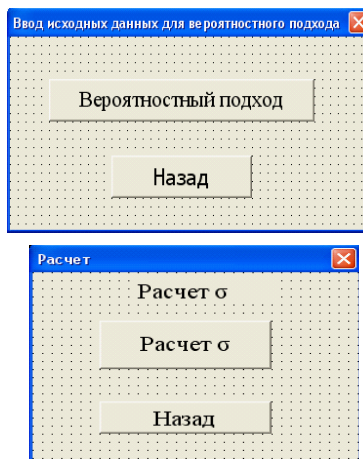 Ввод исходных данных для вероятностного подхода
Вероятностный подход
Назад
Расчет
Расчет σ
Расчет σ
Назад